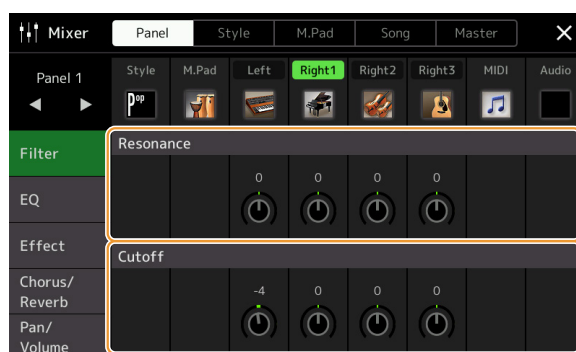 Mixer
Panel Style M.Pad Song Master
Panel 1
Style M.Pad Left Right1 Right2 Right3 MIDI Audio
Pop
Filter
EQ
Effect
Chorus/
Reverb
Pan/
Volume
Resonance
0 0 0 0
Cutoff
-4 0 0 0